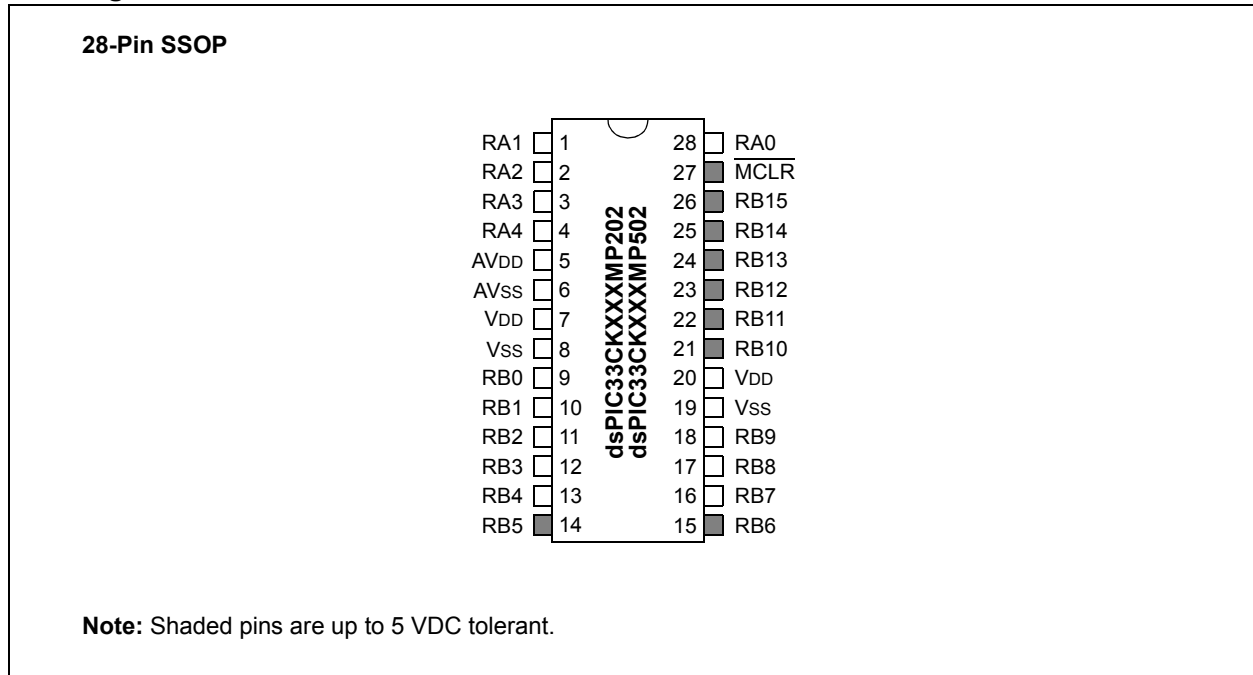 28-Pin SSOP
RA1 1 28 RA0
RA2 2 27 MCLR
RA3 3 26 RB15
RA4 4 25 RB14
AVDD 5 24 RB13
AVSS 6 23 RB12
VDD 7 22 RB11
VSS 8 21 RB10
RB0 9 20 VDD
RB1 10 19 VSS
RB2 11 18 RB9
RB3 12 17 RB8
RB4 13 16 RB7
RB5 14 15 RB6
dsPIC33CKXXXMP202
dsPIC33CKXXXMP502
Note: Shaded pins are up to 5 VDC tolerant.